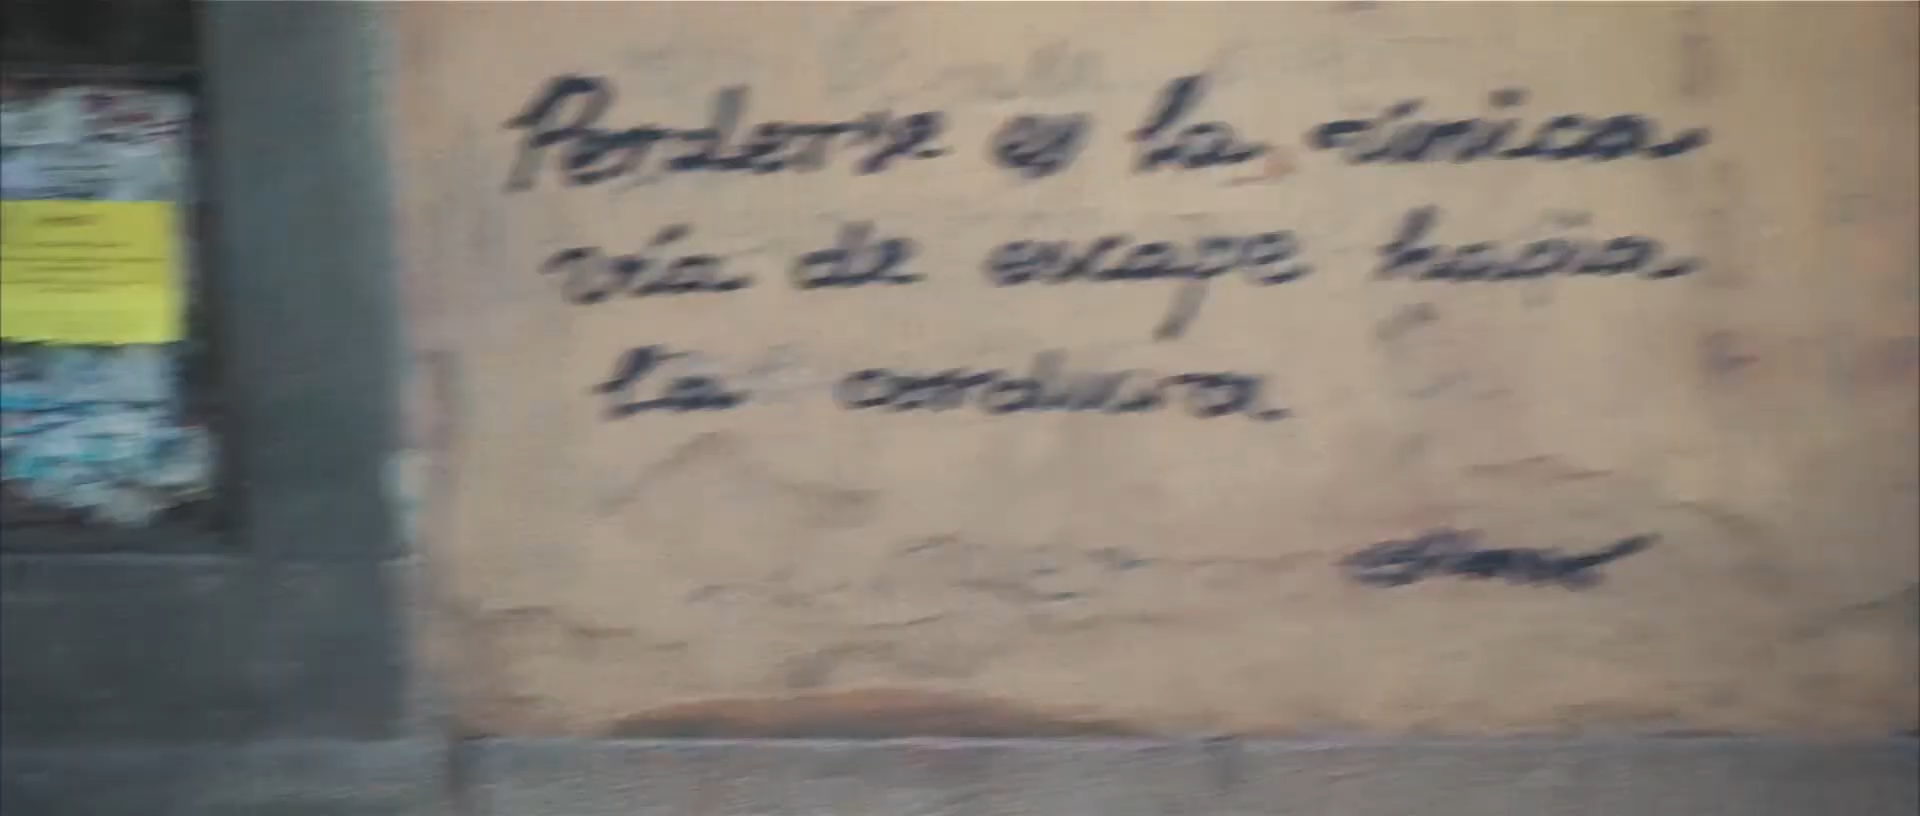 Perderse es la única
vía de escape hacia
la cordura